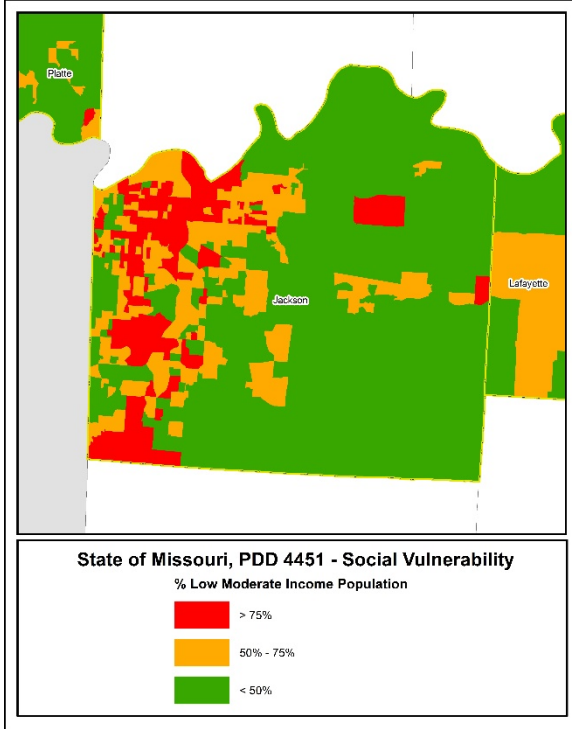 Platte
Jackson
Lafayette
State of Missouri, PDD 4451 - Social Vulnerability
% Low Moderate Income Population
> 75%
50% - 75%
< 50%